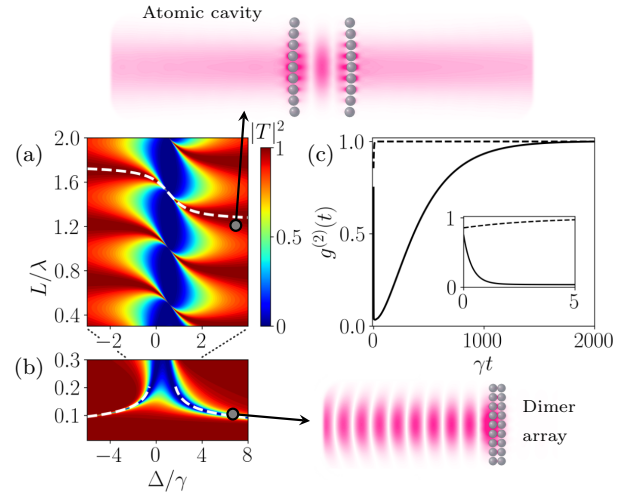 Atomic cavity
(a)
|T|²
(c)
2.0
1.6
1.2
0.8
0.4
L/λ
−2
0
2
1
0.5
0
1.0
0.5
0.0
g⁽²⁾(t)
1
0
0
5
0
1000
2000
γt
(b)
0.3
0.2
0.1
−4
0
4
8
Δ/γ
Dimer
array